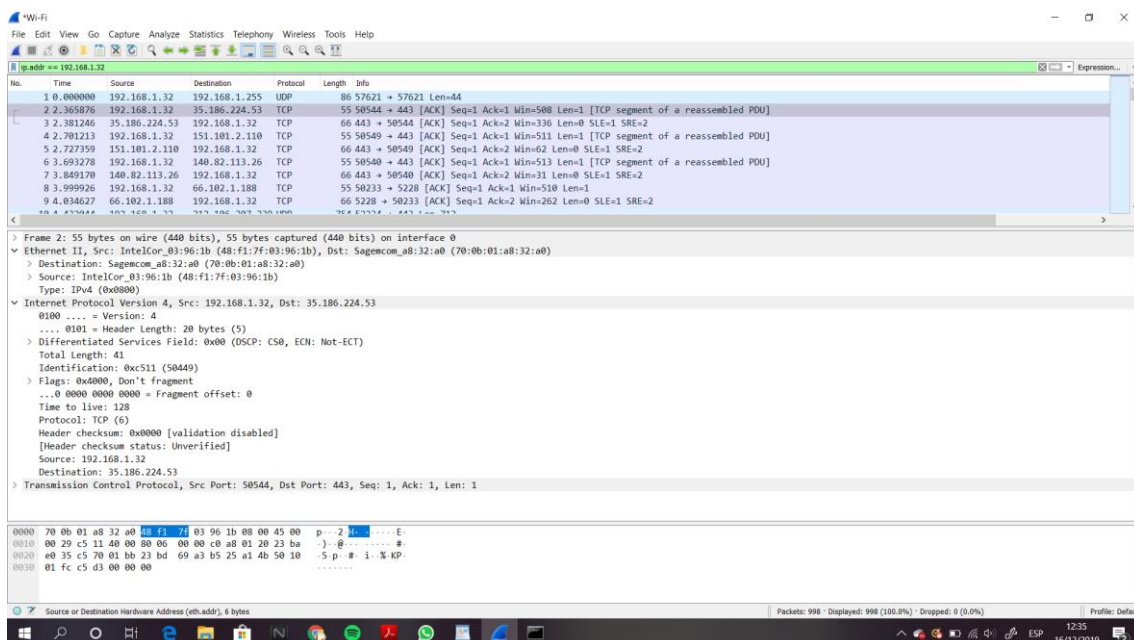 *Wi-Fi
File Edit View Go Capture Analyze Statistics Telephony Wireless Tools Help
ip.addr == 192.168.1.32 Expression...
No. Time Source Destination Protocol Length Info
1 0.000000 192.168.1.32 192.168.1.255 UDP 86 57621 → 57621 Len=44
2 2.365876 192.168.1.32 35.186.224.53 TCP 55 50544 → 443 [ACK] Seq=1 Ack=1 Win=508 Len=1 [TCP segment of a reassembled PDU]
3 2.381246 35.186.224.53 192.168.1.32 TCP 66 443 → 50544 [ACK] Seq=1 Ack=2 Win=336 Len=0 SLE=1 SRE=2
4 2.701213 192.168.1.32 151.101.2.110 TCP 55 50549 → 443 [ACK] Seq=1 Ack=1 Win=511 Len=1 [TCP segment of a reassembled PDU]
5 2.727359 151.101.2.110 192.168.1.32 TCP 66 443 → 50549 [ACK] Seq=1 Ack=2 Win=62 Len=0 SLE=1 SRE=2
6 3.693278 192.168.1.32 140.82.113.26 TCP 55 50540 → 443 [ACK] Seq=1 Ack=1 Win=513 Len=1 [TCP segment of a reassembled PDU]
7 3.849170 140.82.113.26 192.168.1.32 TCP 66 443 → 50540 [ACK] Seq=1 Ack=2 Win=31 Len=0 SLE=1 SRE=2
8 3.999926 192.168.1.32 66.102.1.188 TCP 55 50233 → 5228 [ACK] Seq=1 Ack=1 Win=510 Len=1
9 4.034627 66.102.1.188 192.168.1.32 TCP 66 5228 → 50233 [ACK] Seq=1 Ack=2 Win=262 Len=0 SLE=1 SRE=2
Frame 2: 55 bytes on wire (440 bits), 55 bytes captured (440 bits) on interface 0
Ethernet II, Src: IntelCor_03:96:1b (48:f1:7f:03:96:1b), Dst: Sagemcom_a8:32:a0 (70:0b:01:a8:32:a0)
Destination: Sagemcom_a8:32:a0 (70:0b:01:a8:32:a0)
Source: IntelCor_03:96:1b (48:f1:7f:03:96:1b)
Type: IPv4 (0x0800)
Internet Protocol Version 4, Src: 192.168.1.32, Dst: 35.186.224.53
0100 .... = Version: 4
.... 0101 = Header Length: 20 bytes (5)
Differentiated Services Field: 0x00 (DSCP: CS0, ECN: Not-ECT)
Total Length: 41
Identification: 0xc511 (50449)
Flags: 0x4000, Don't fragment
...0 0000 0000 0000 = Fragment offset: 0
Time to live: 128
Protocol: TCP (6)
Header checksum: 0x0000 [validation disabled]
[Header checksum status: Unverified]
Source: 192.168.1.32
Destination: 35.186.224.53
Transmission Control Protocol, Src Port: 50544, Dst Port: 443, Seq: 1, Ack: 1, Len: 1
0000 70 0b 01 a8 32 a0 48 f1 7f 03 96 1b 08 00 45 00 p···2·H· ······E·
0010 00 29 c5 11 40 00 80 06 00 00 c0 a8 01 20 23 ba ·)··@··· ····· #·
0020 e0 35 c5 70 01 bb 23 bd 69 a3 b5 25 a1 4b 50 10 ·5·p··#· i··%·KP·
0030 01 fc c5 d3 00 00 00 ·······
Source or Destination Hardware Address (eth.addr), 6 bytes Packets: 998 · Displayed: 998 (100.0%) · Dropped: 0 (0.0%) Profile: Defau
ESP 12:35